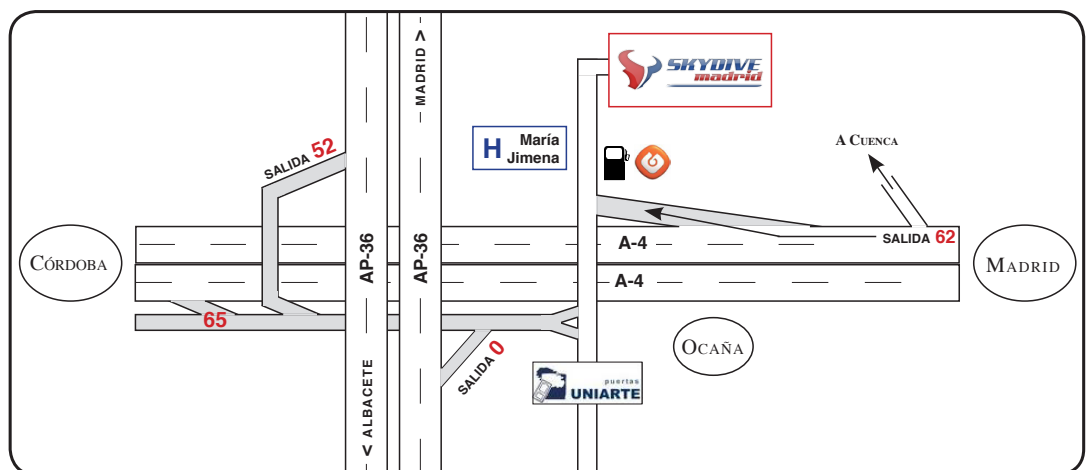 MADRID >
SKYDIVE
madrid
H María
Jimena
SALIDA 52
A CUENCA
AP-36
AP-36
A-4
SALIDA 62
CÓRDOBA
A-4
MADRID
65
OCAÑA
SALIDA 0
< ALBACETE
puertas
UNIARTE